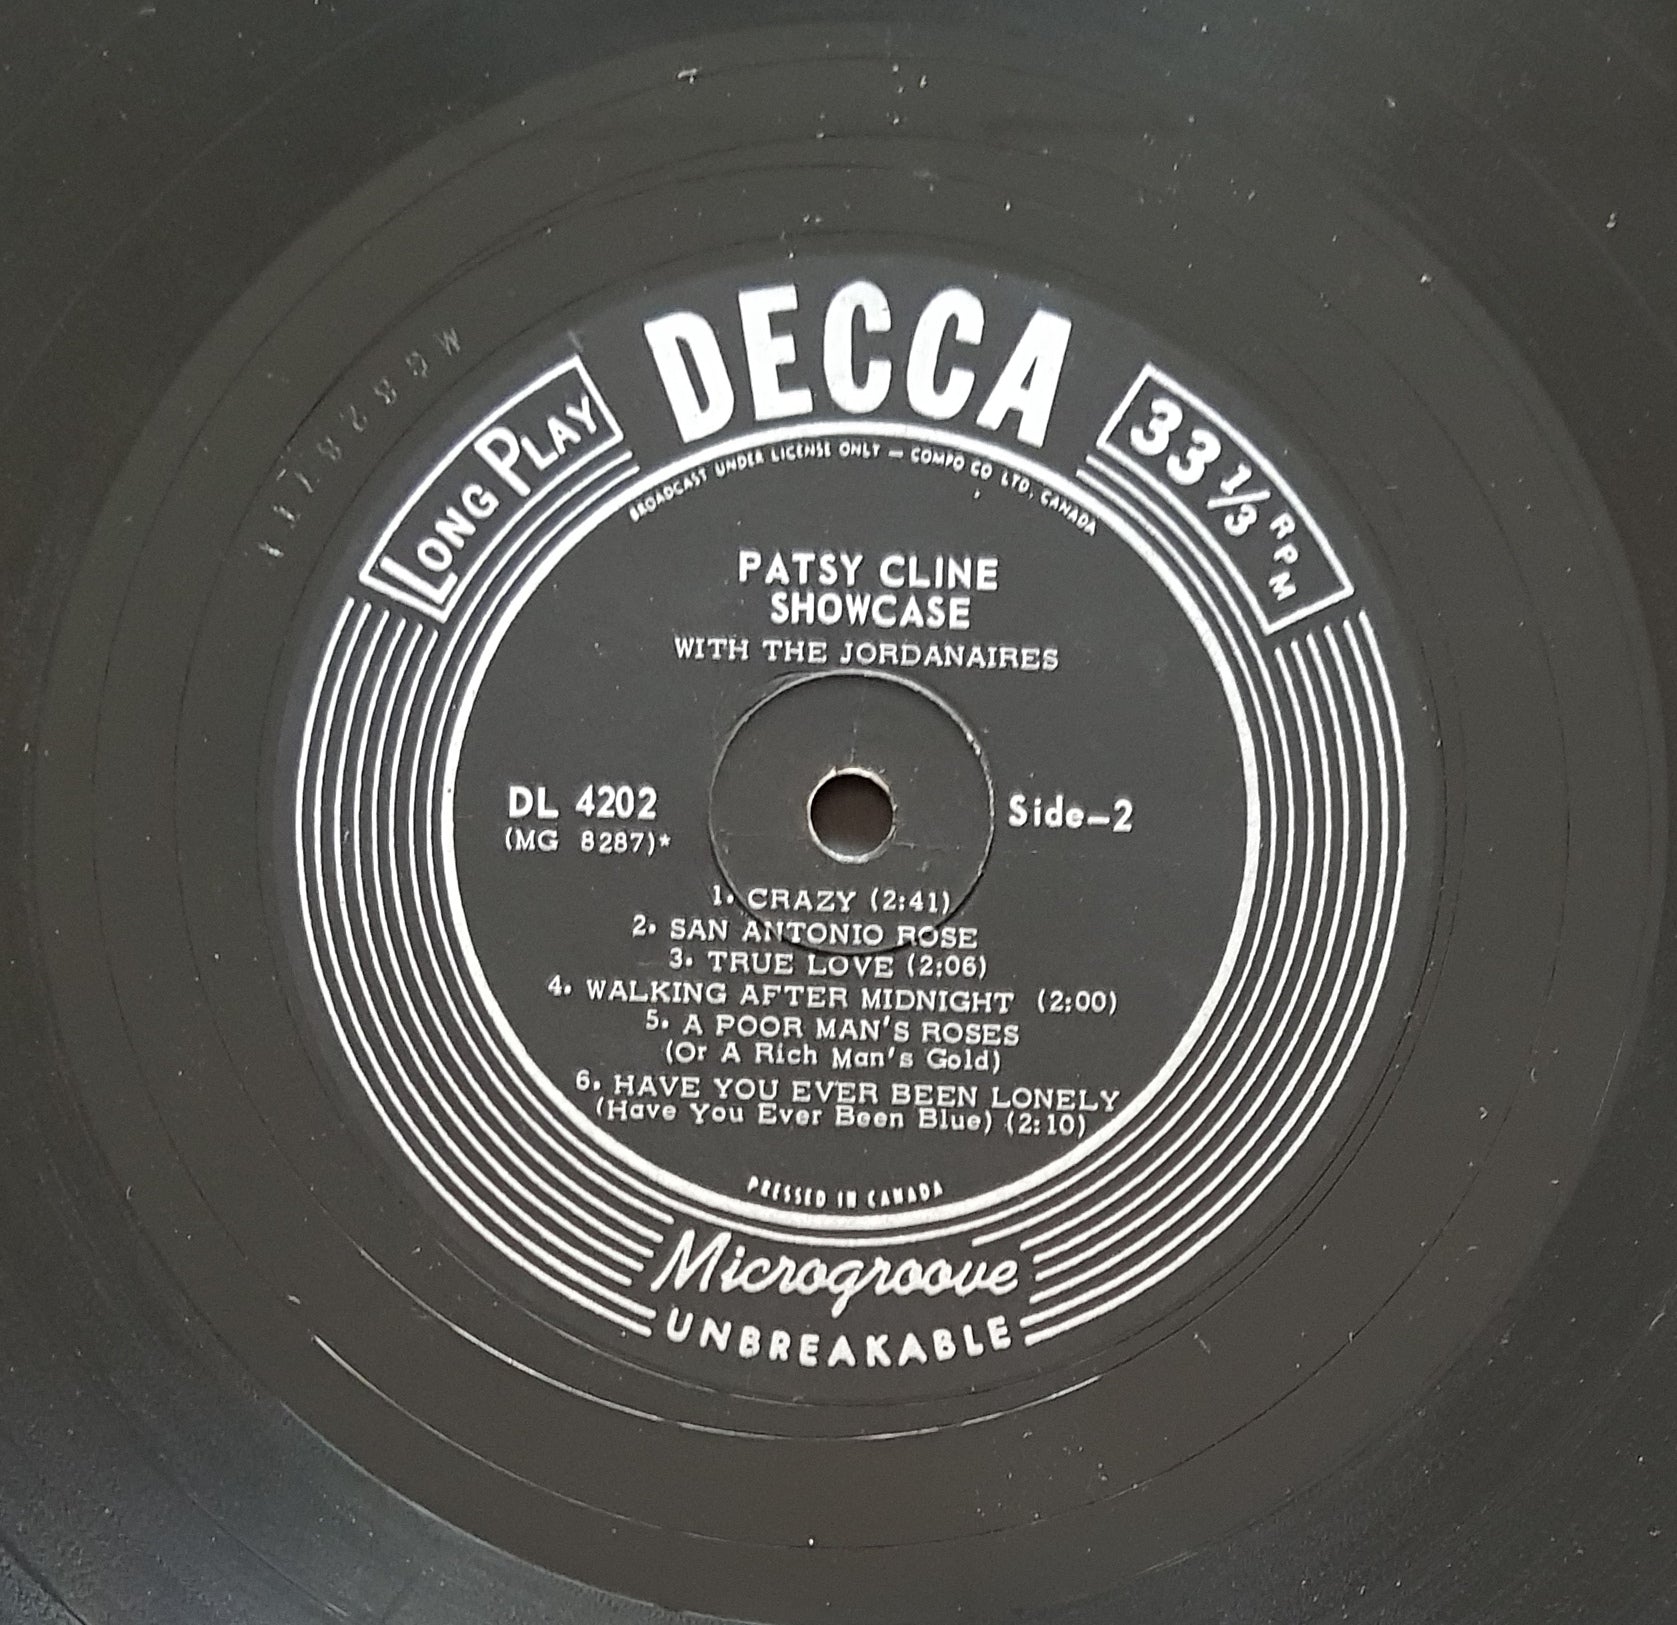 DECCA
LONG PLAY
33 1/3 RPM
BROADCAST UNDER LICENSE ONLY — COMPO CO LTD, CANADA
PATSY CLINE
SHOWCASE
WITH THE JORDANAIRES
DL 4202
(MG 8287)*
Side-2
1. CRAZY (2:41)
2. SAN ANTONIO ROSE
3. TRUE LOVE (2:06)
4. WALKING AFTER MIDNIGHT (2:00)
5. A POOR MAN'S ROSES
(Or A Rich Man's Gold)
6. HAVE YOU EVER BEEN LONELY
(Have You Ever Been Blue) (2:10)
PRESSED IN CANADA
Microgroove
UNBREAKABLE